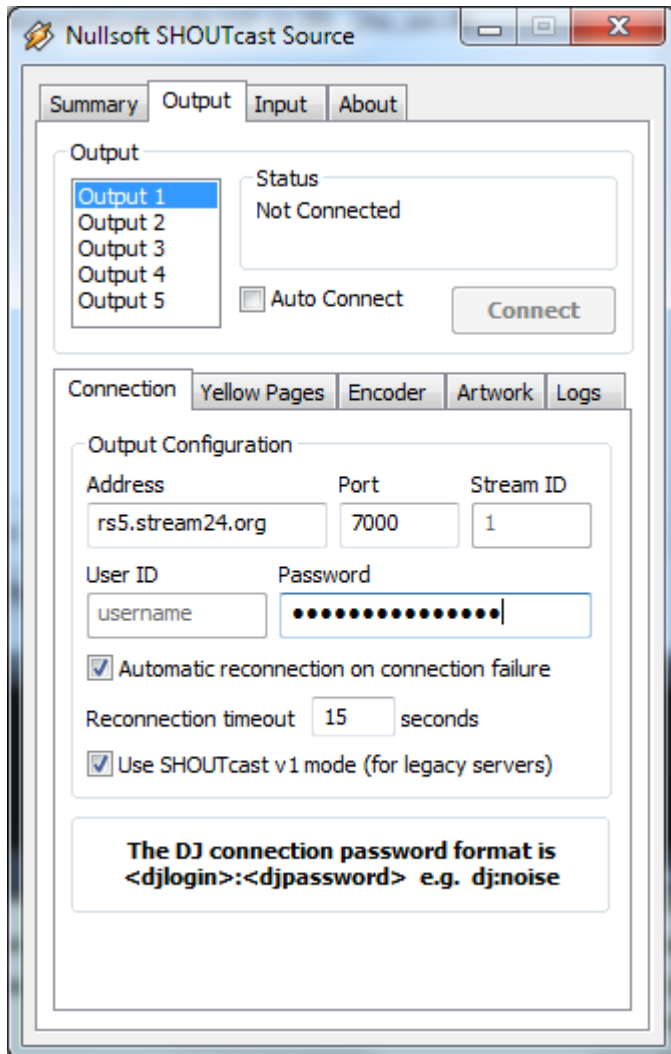 Nullsoft SHOUTcast Source
Summary Output Input About
Output
Output 1
Output 2
Output 3
Output 4
Output 5
Status
Not Connected
Auto Connect
Connect
Connection Yellow Pages Encoder Artwork Logs
Output Configuration
Address Port Stream ID
rs5.stream24.org 7000 1
User ID Password
username •••••••••••••••
Automatic reconnection on connection failure
Reconnection timeout 15 seconds
Use SHOUTcast v1 mode (for legacy servers)
The DJ connection password format is
<djlogin>:<djpassword> e.g. dj:noise